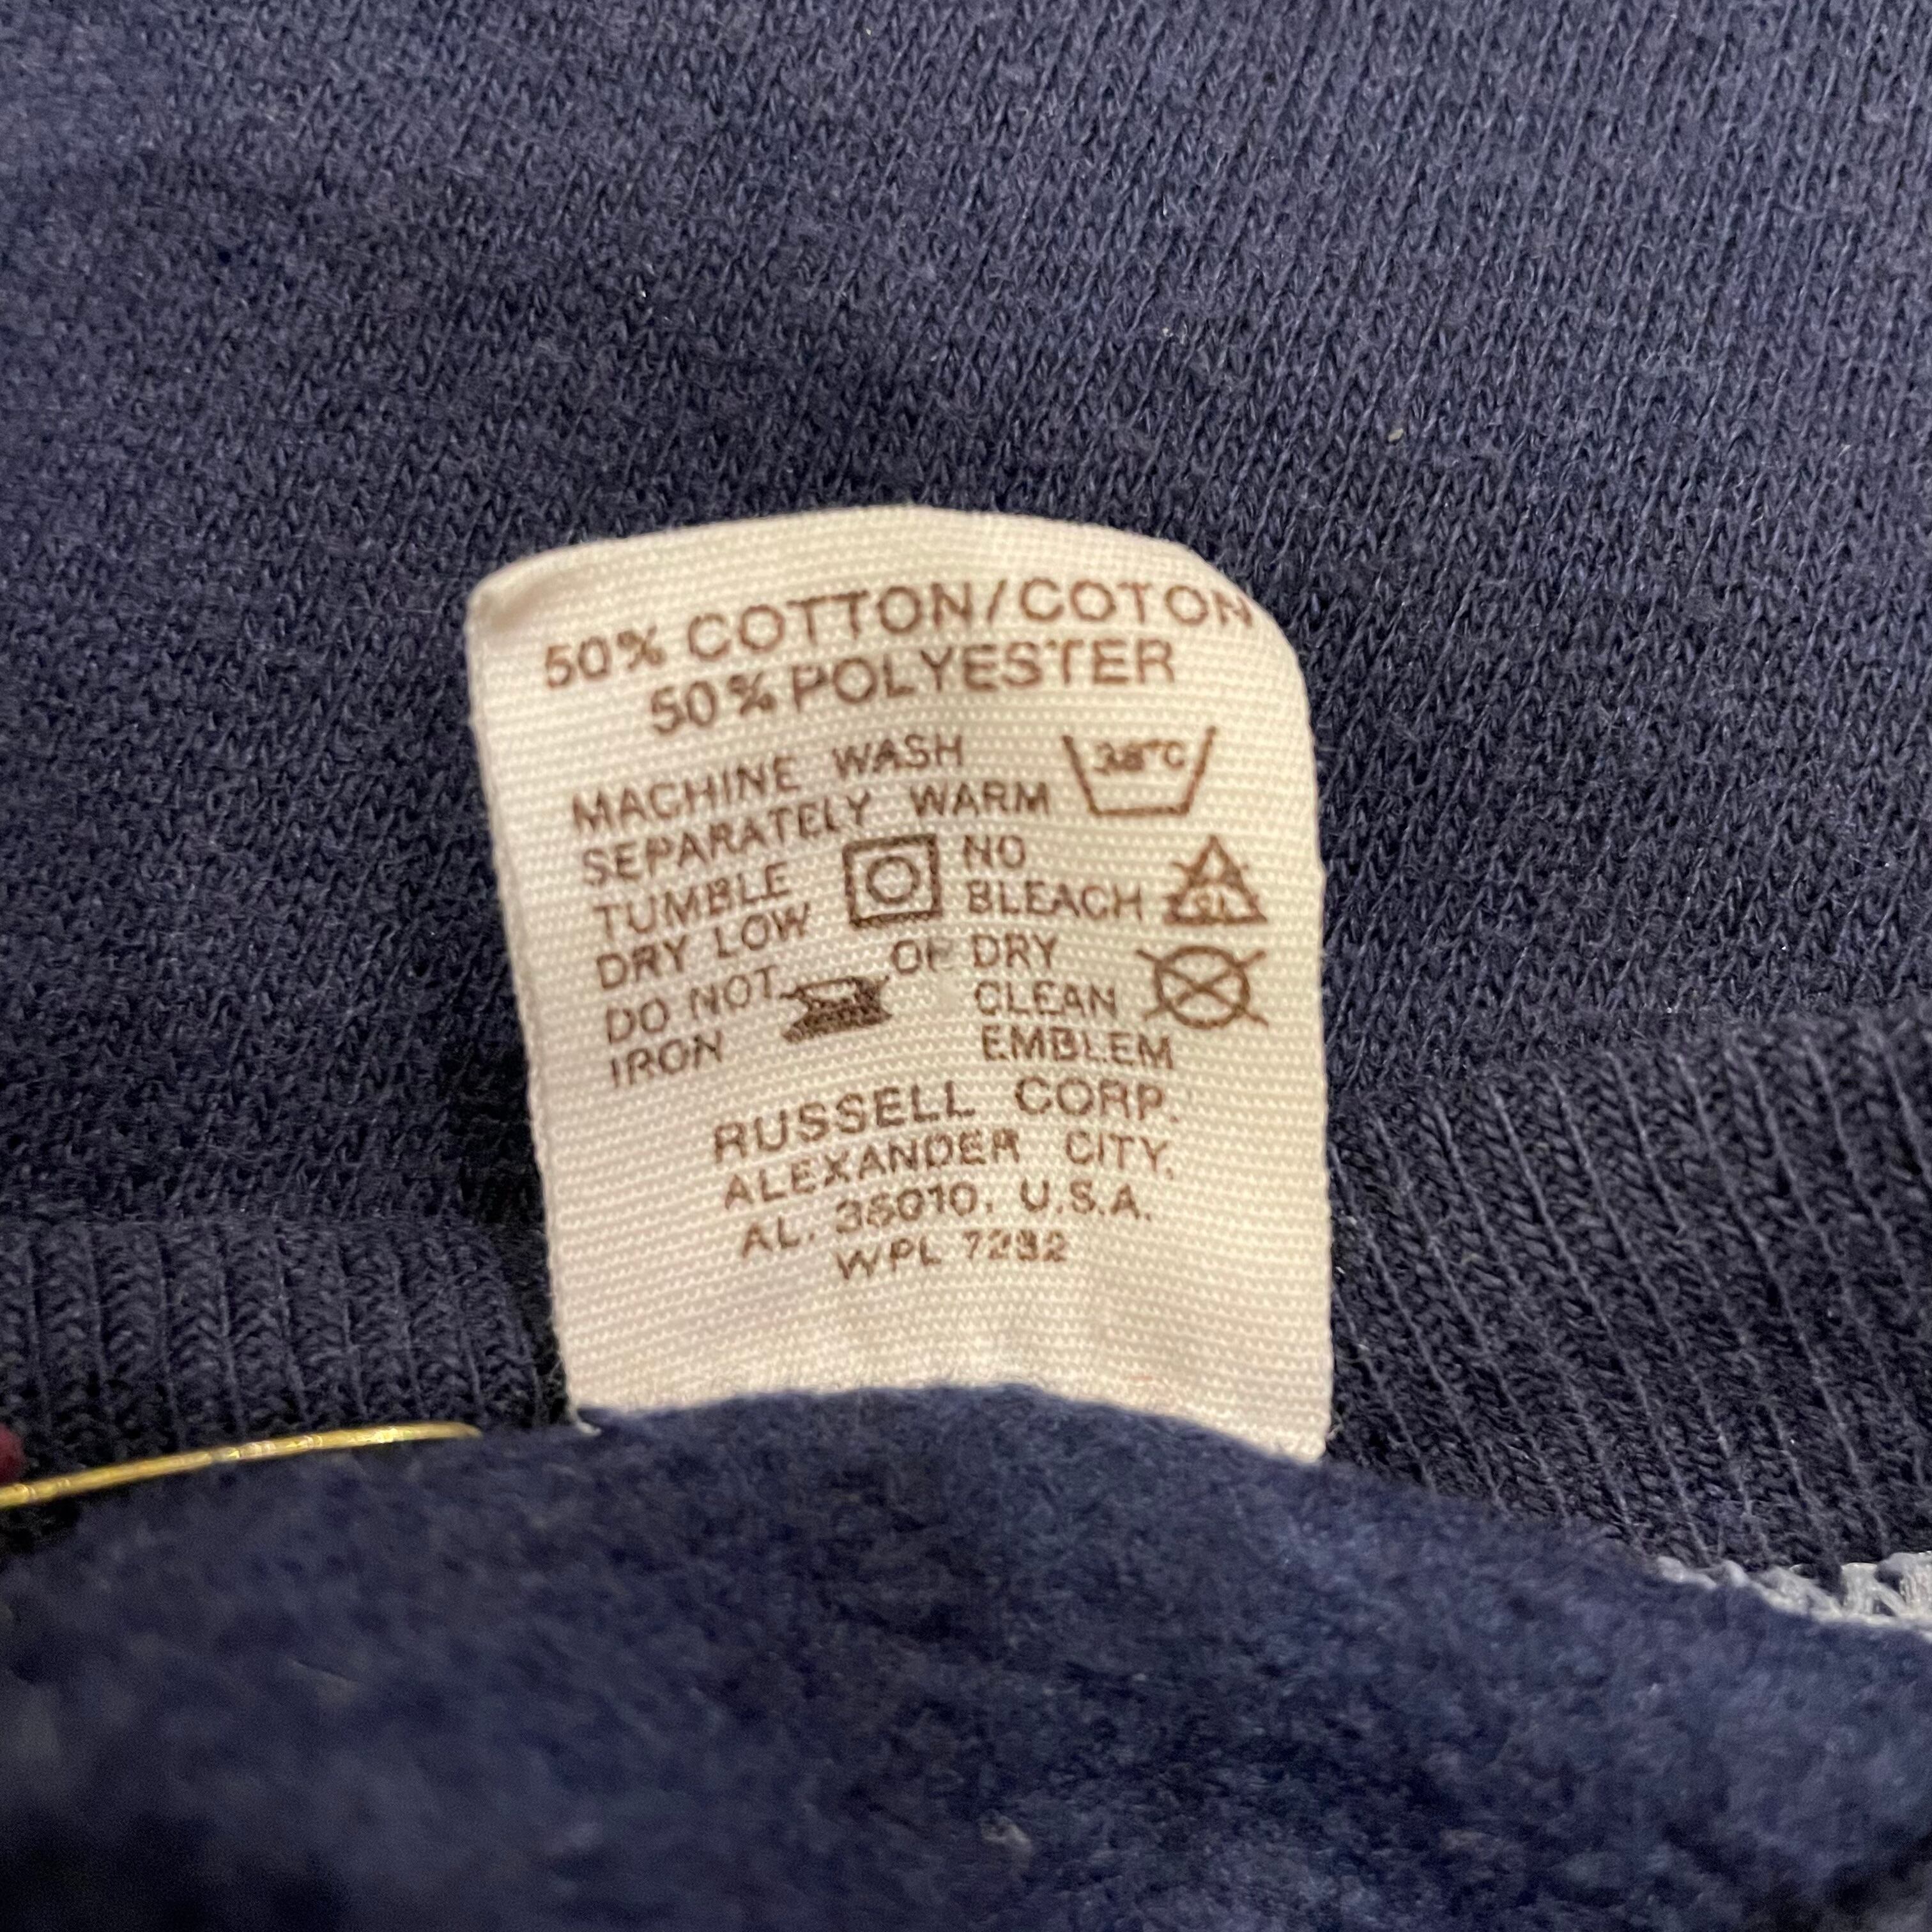 50% COTTON/COTON
50% POLYESTER
MACHINE WASH
SEPARATELY WARM
TUMBLE
DRY LOW
NO
BLEACH
DO NOT
IRON
OR DRY
CLEAN
EMBLEM
RUSSELL CORP.
ALEXANDER CITY,
AL. 35010, U.S.A.
WPL